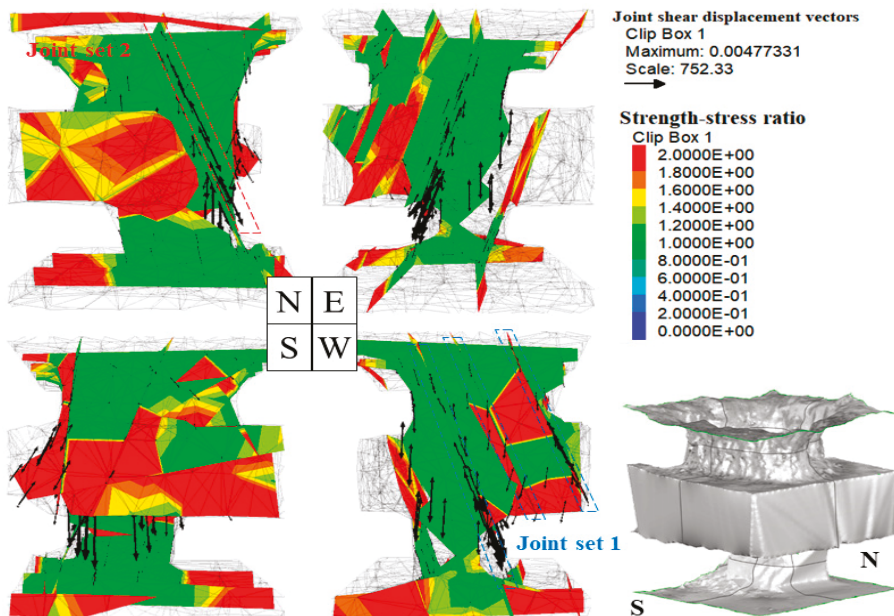 Joint set 2
Joint shear displacement vectors
Clip Box 1
Maximum: 0.00477331
Scale: 752.33
Strength-stress ratio
Clip Box 1
2.0000E+00
1.8000E+00
1.6000E+00
1.4000E+00
1.2000E+00
1.0000E+00
8.0000E-01
6.0000E-01
4.0000E-01
2.0000E-01
0.0000E+00
N E
S W
Joint set 1
N
S